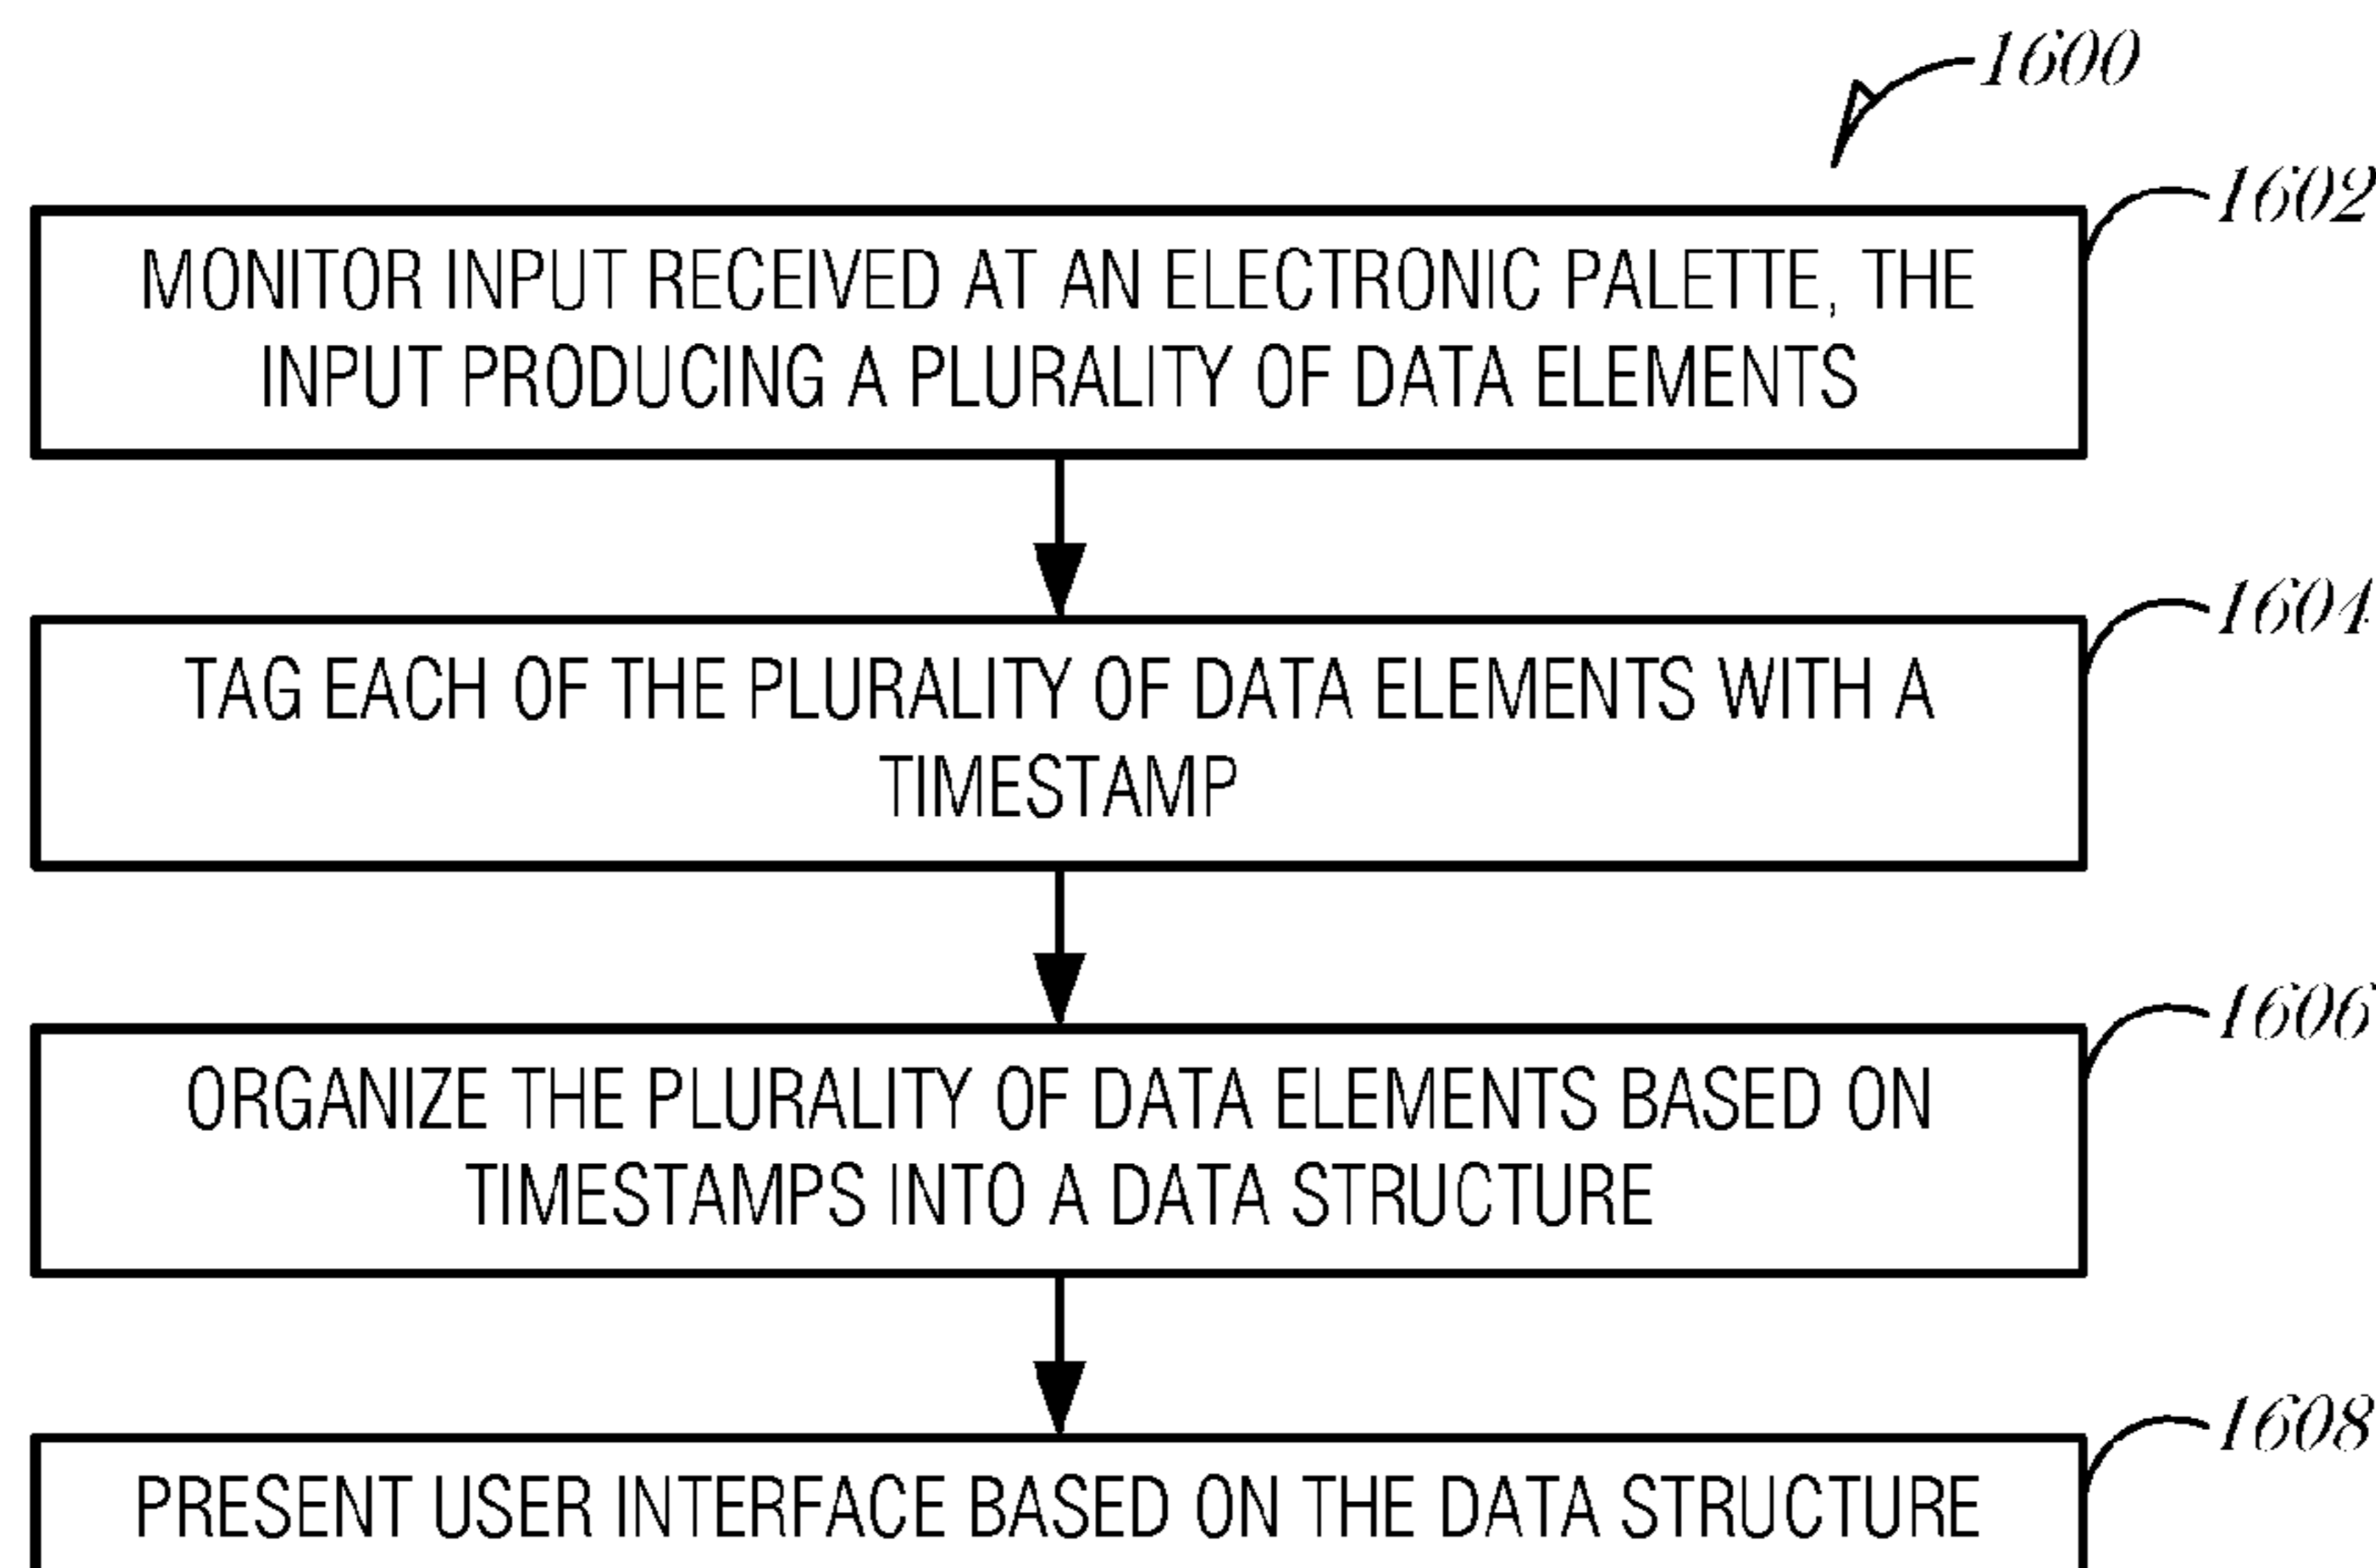 1600
1602
MONITOR INPUT RECEIVED AT AN ELECTRONIC PALETTE, THE
INPUT PRODUCING A PLURALITY OF DATA ELEMENTS
1604
TAG EACH OF THE PLURALITY OF DATA ELEMENTS WITH A
TIMESTAMP
1606
ORGANIZE THE PLURALITY OF DATA ELEMENTS BASED ON
TIMESTAMPS INTO A DATA STRUCTURE
1608
PRESENT USER INTERFACE BASED ON THE DATA STRUCTURE